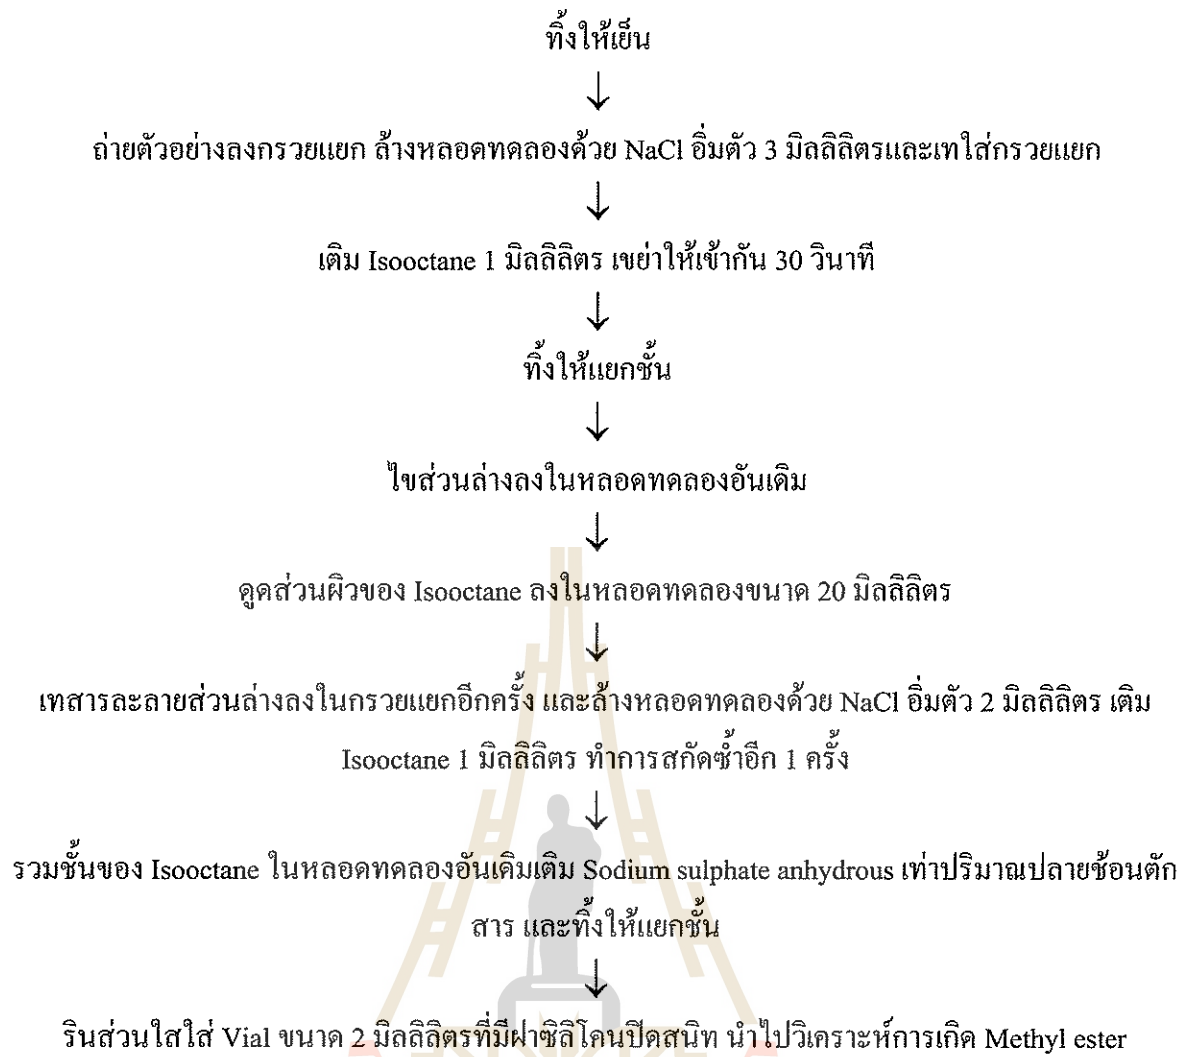 ทิ้งให้เย็น
ถ่ายตัวอย่างลงกรวยแยก ล้างหลอดทดลองด้วย NaCl อิ่มตัว 3 มิลลิลิตรและเทใส่กรวยแยก
เติม Isooctane 1 มิลลิลิตร เขย่าให้เข้ากัน 30 วินาที
ทิ้งให้แยกชั้น
ไขส่วนล่างลงในหลอดทดลองอันเดิม
ดูดส่วนผิวของ Isooctane ลงในหลอดทดลองขนาด 20 มิลลิลิตร
เทสารละลายส่วนล่างลงในกรวยแยกอีกครั้ง และล้างหลอดทดลองด้วย NaCl อิ่มตัว 2 มิลลิลิตร เติม
Isooctane 1 มิลลิลิตร ทำการสกัดซ้ำอีก 1 ครั้ง
รวมชั้นของ Isooctane ในหลอดทดลองอันเดิมเติม Sodium sulphate anhydrous เท่าปริมาณปลายช้อนตัก
สาร และทิ้งให้แยกชั้น
รินส่วนใสใส่ Vial ขนาด 2 มิลลิลิตรที่มีฝาซิลิโคนปิดสนิท นำไปวิเคราะห์การเกิด Methyl ester